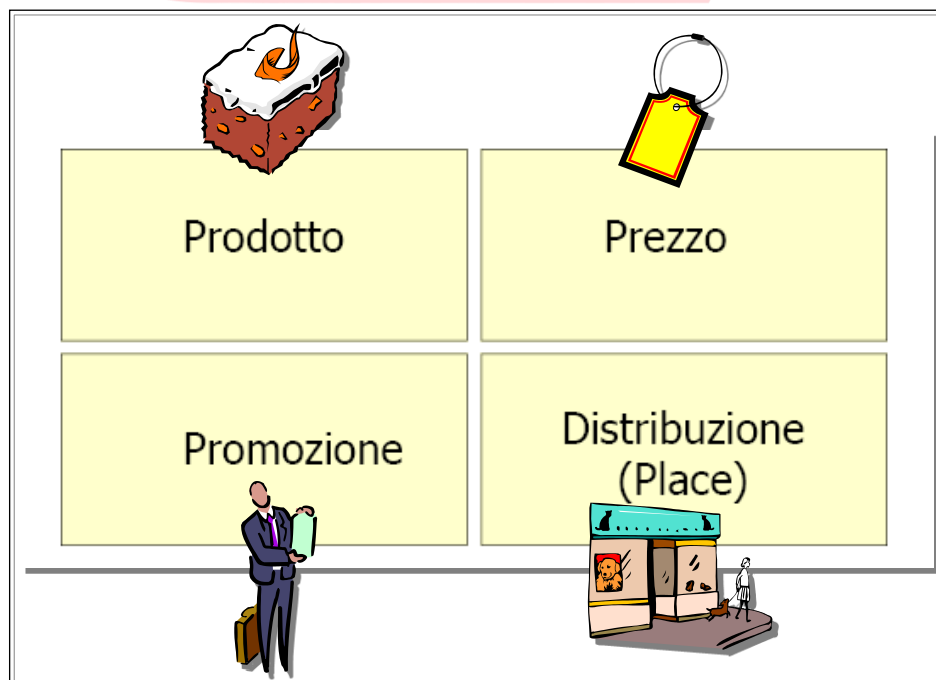 Prodotto
Prezzo
Promozione
Distribuzione
(Place)